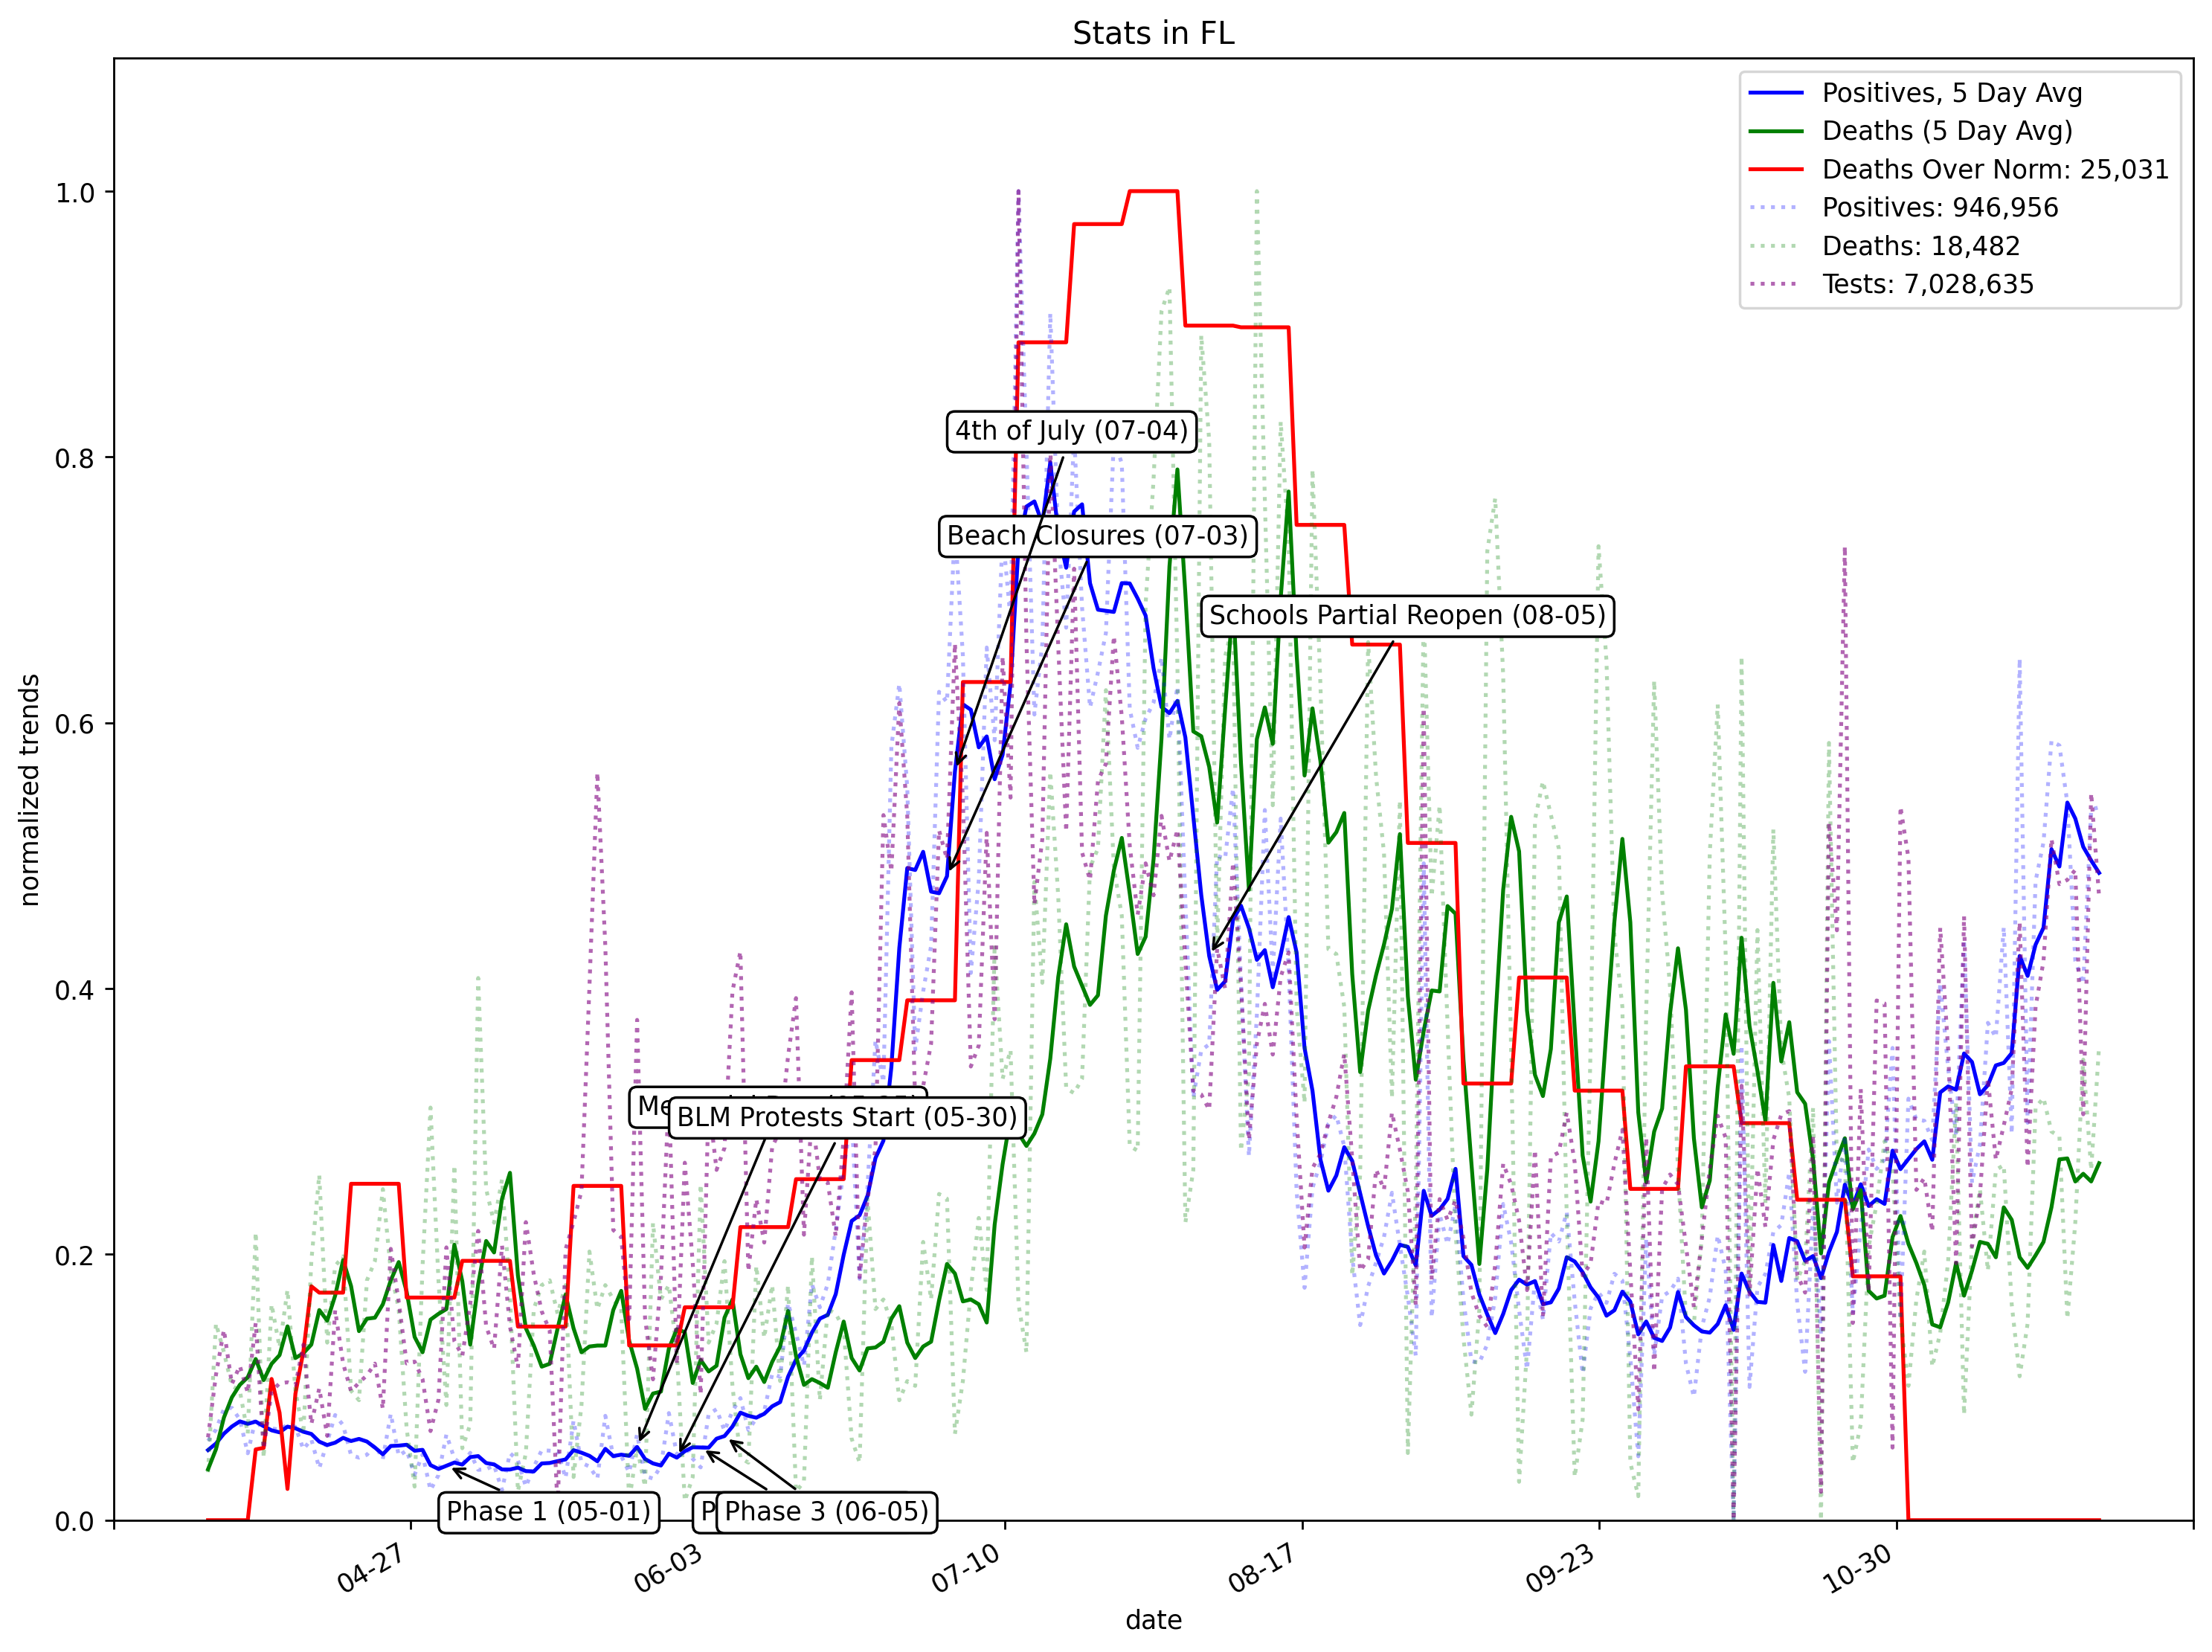 Stats in FL
Positives, 5 Day Avg
Deaths (5 Day Avg)
Deaths Over Norm: 25,031
Positives: 946,956
Deaths: 18,482
Tests: 7,028,635
normalized trends
1.0
0.8
0.6
0.4
0.2
0.0
4th of July (07-04)
Beach Closures (07-03)
Schools Partial Reopen (08-05)
BLM Protests Start (05-30)
Phase 1 (05-01)
Phase 3 (06-05)
04-27
06-03
07-10
08-17
09-23
10-30
date